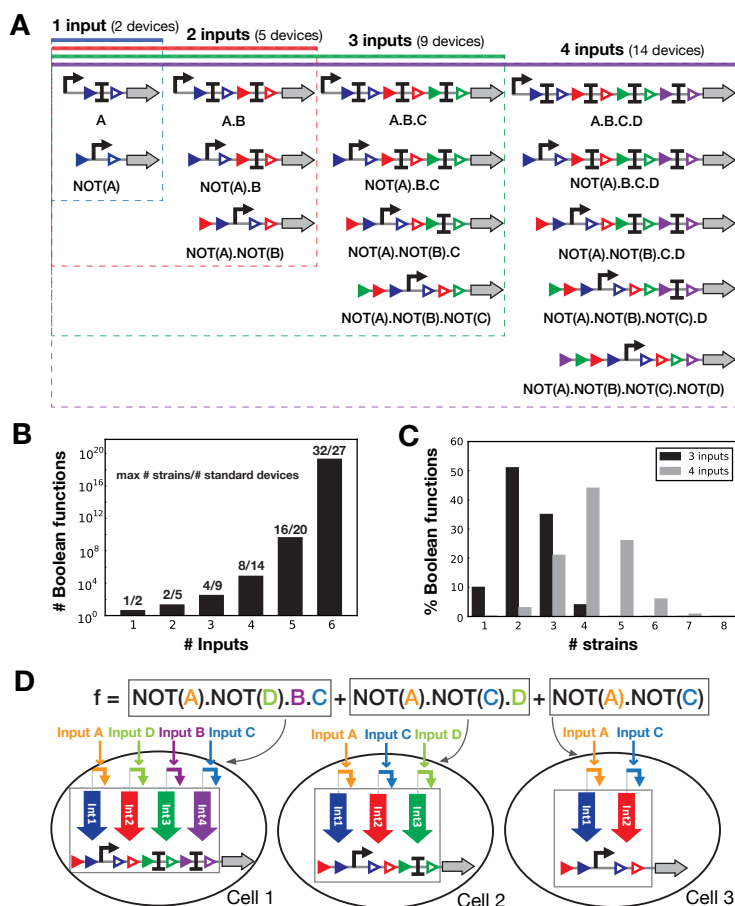 A
1 input (2 devices)
2 inputs (5 devices)
3 inputs (9 devices)
4 inputs (14 devices)
A
A.B
A.B.C
A.B.C.D
NOT(A)
NOT(A).B
NOT(A).B.C
NOT(A).B.C.D
NOT(A).NOT(B)
NOT(A).NOT(B).C
NOT(A).NOT(B).C.D
NOT(A).NOT(B).NOT(C)
NOT(A).NOT(B).NOT(C).D
NOT(A).NOT(B).NOT(C).NOT(D)
B
# Boolean functions
10^20
10^16
10^12
10^8
10^4
10^0
max # strains/# standard devices
1/2
2/5
4/9
8/14
16/20
32/27
1 2 3 4 5 6
# Inputs
C
% Boolean functions
60
50
40
30
20
10
0
3 inputs
4 inputs
1 2 3 4 5 6 7 8
# strains
D
f = NOT(A).NOT(D).B.C + NOT(A).NOT(C).D + NOT(A).NOT(C)
Input A Input D Input B Input C
Int1 Int2 Int3 Int4
Cell 1
Input A Input C Input D
Int1 Int2 Int3
Cell 2
Input A Input C
Int1 Int2
Cell 3